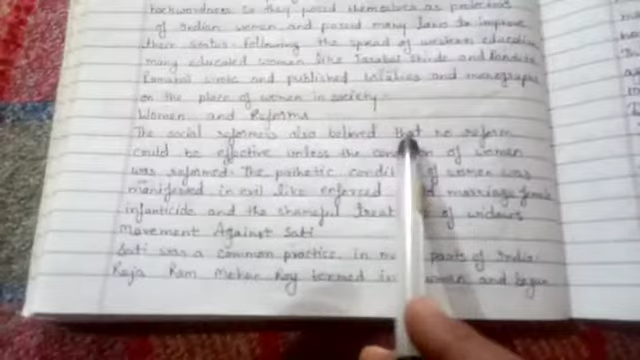 backwardness so they posed themselves as protectors
of Indian women and passed many laws to improve
their status. Following the spread of western education
many educated women like Tarabai Shinde and Pandita
Ramabai wrote and published and monographs
on the place of women in society.
Women and Reforms
The social reformers also believed that no reform
could be effective unless the of women
was reformed. The pathetic of women was
manifested in evil like enforced marriage, female
infanticide and the shameful of widows
Movement Against Sati
Sati was a common practice in parts of India.
Raja Ram Mohan Roy women and began